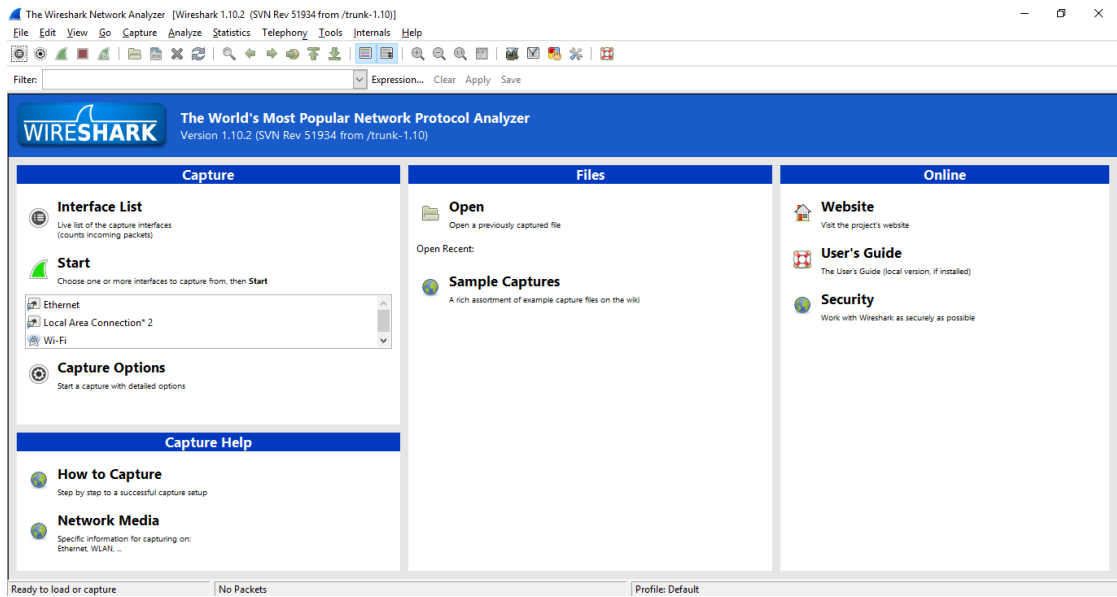 The Wireshark Network Analyzer [Wireshark 1.10.2 (SVN Rev 51934 from /trunk-1.10)]
File Edit View Go Capture Analyze Statistics Telephony Tools Internals Help
Filter:
Expression... Clear Apply Save
WIRESHARK
The World's Most Popular Network Protocol Analyzer
Version 1.10.2 (SVN Rev 51934 from /trunk-1.10)
Capture
Interface List
Live list of the capture interfaces
(counts incoming packets)
Start
Choose one or more interfaces to capture from, then Start
Ethernet
Local Area Connection* 2
Wi-Fi
Capture Options
Start a capture with detailed options
Capture Help
How to Capture
Step by step to a successful capture setup
Network Media
Specific information for capturing on:
Ethernet, WLAN, ...
Files
Open
Open a previously captured file
Open Recent:
Sample Captures
A rich assortment of example capture files on the wiki
Online
Website
Visit the project's website
User's Guide
The User's Guide (local version, if installed)
Security
Work with Wireshark as securely as possible
Ready to load or capture
No Packets
Profile: Default